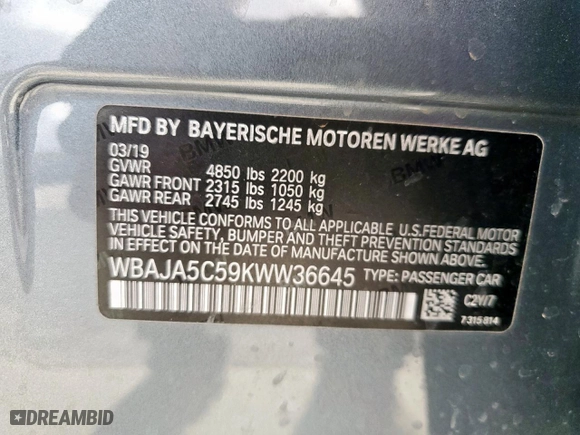 MFD BY BAYERISCHE MOTOREN WERKE AG
03/19
GVWR 4850 lbs 2200 kg
GAWR FRONT 2315 lbs 1050 kg
GAWR REAR 2745 lbs 1245 kg
THIS VEHICLE CONFORMS TO ALL APPLICABLE U.S.FEDERAL MOTOR
VEHICLE SAFETY, BUMPER AND THEFT PREVENTION STANDARDS
IN EFFECT ON THE DATE OF MANUFACTURE SHOWN ABOVE.
WBAJA5C59KWW36645 TYPE: PASSENGER CAR
C2Y/7
7315814
DREAMBID